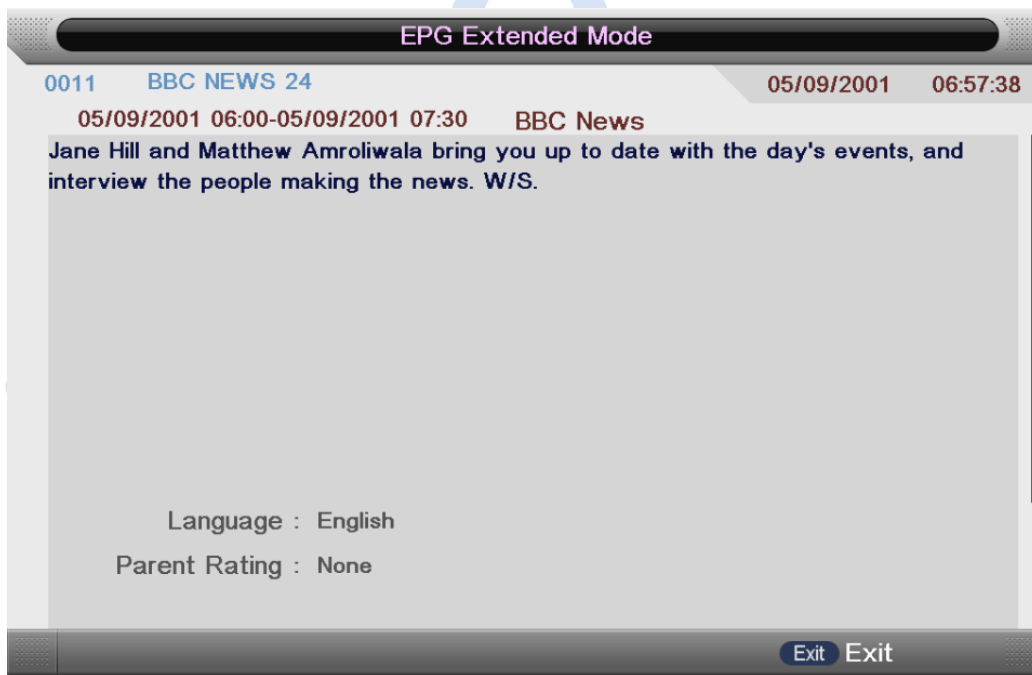 EPG Extended Mode
0011 BBC NEWS 24 05/09/2001 06:57:38
05/09/2001 06:00-05/09/2001 07:30 BBC News
Jane Hill and Matthew Amroliwala bring you up to date with the day's events, and
interview the people making the news. W/S.
Language : English
Parent Rating : None
Exit Exit